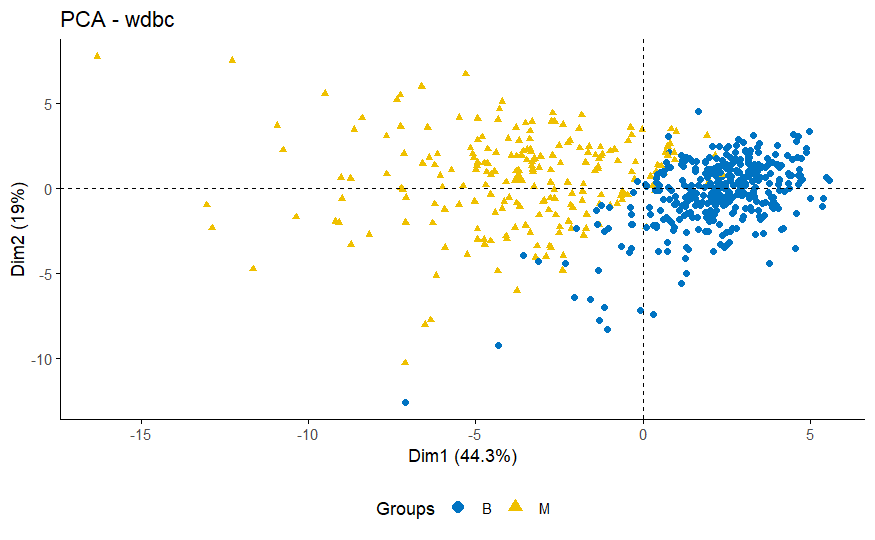 PCA - wdbc
Dim2 (19%)
5
0
-5
-10
-15
-10
-5
0
5
Dim1 (44.3%)
Groups B M